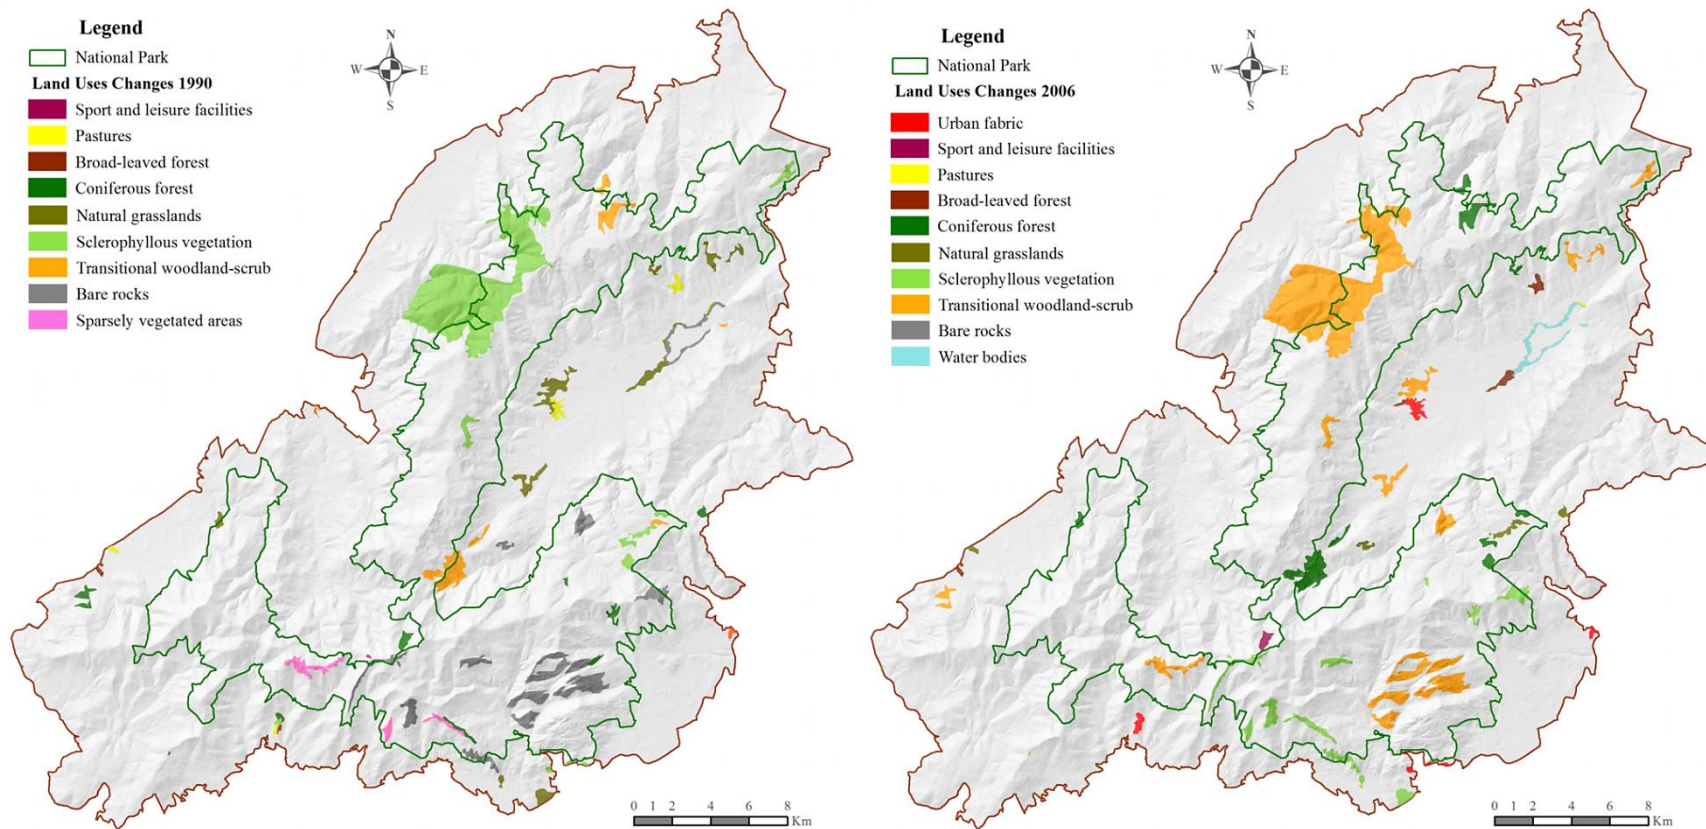 Legend
National Park
Land Uses Changes 1990
Sport and leisure facilities
Pastures
Broad-leaved forest
Coniferous forest
Natural grasslands
Sclerophyllous vegetation
Transitional woodland-scrub
Bare rocks
Sparsely vegetated areas
N
W E
S
0 1 2 4 6 8
Km
Legend
National Park
Land Uses Changes 2006
Urban fabric
Sport and leisure facilities
Pastures
Broad-leaved forest
Coniferous forest
Natural grasslands
Sclerophyllous vegetation
Transitional woodland-scrub
Bare rocks
Water bodies
N
W E
S
0 1 2 4 6 8
Km